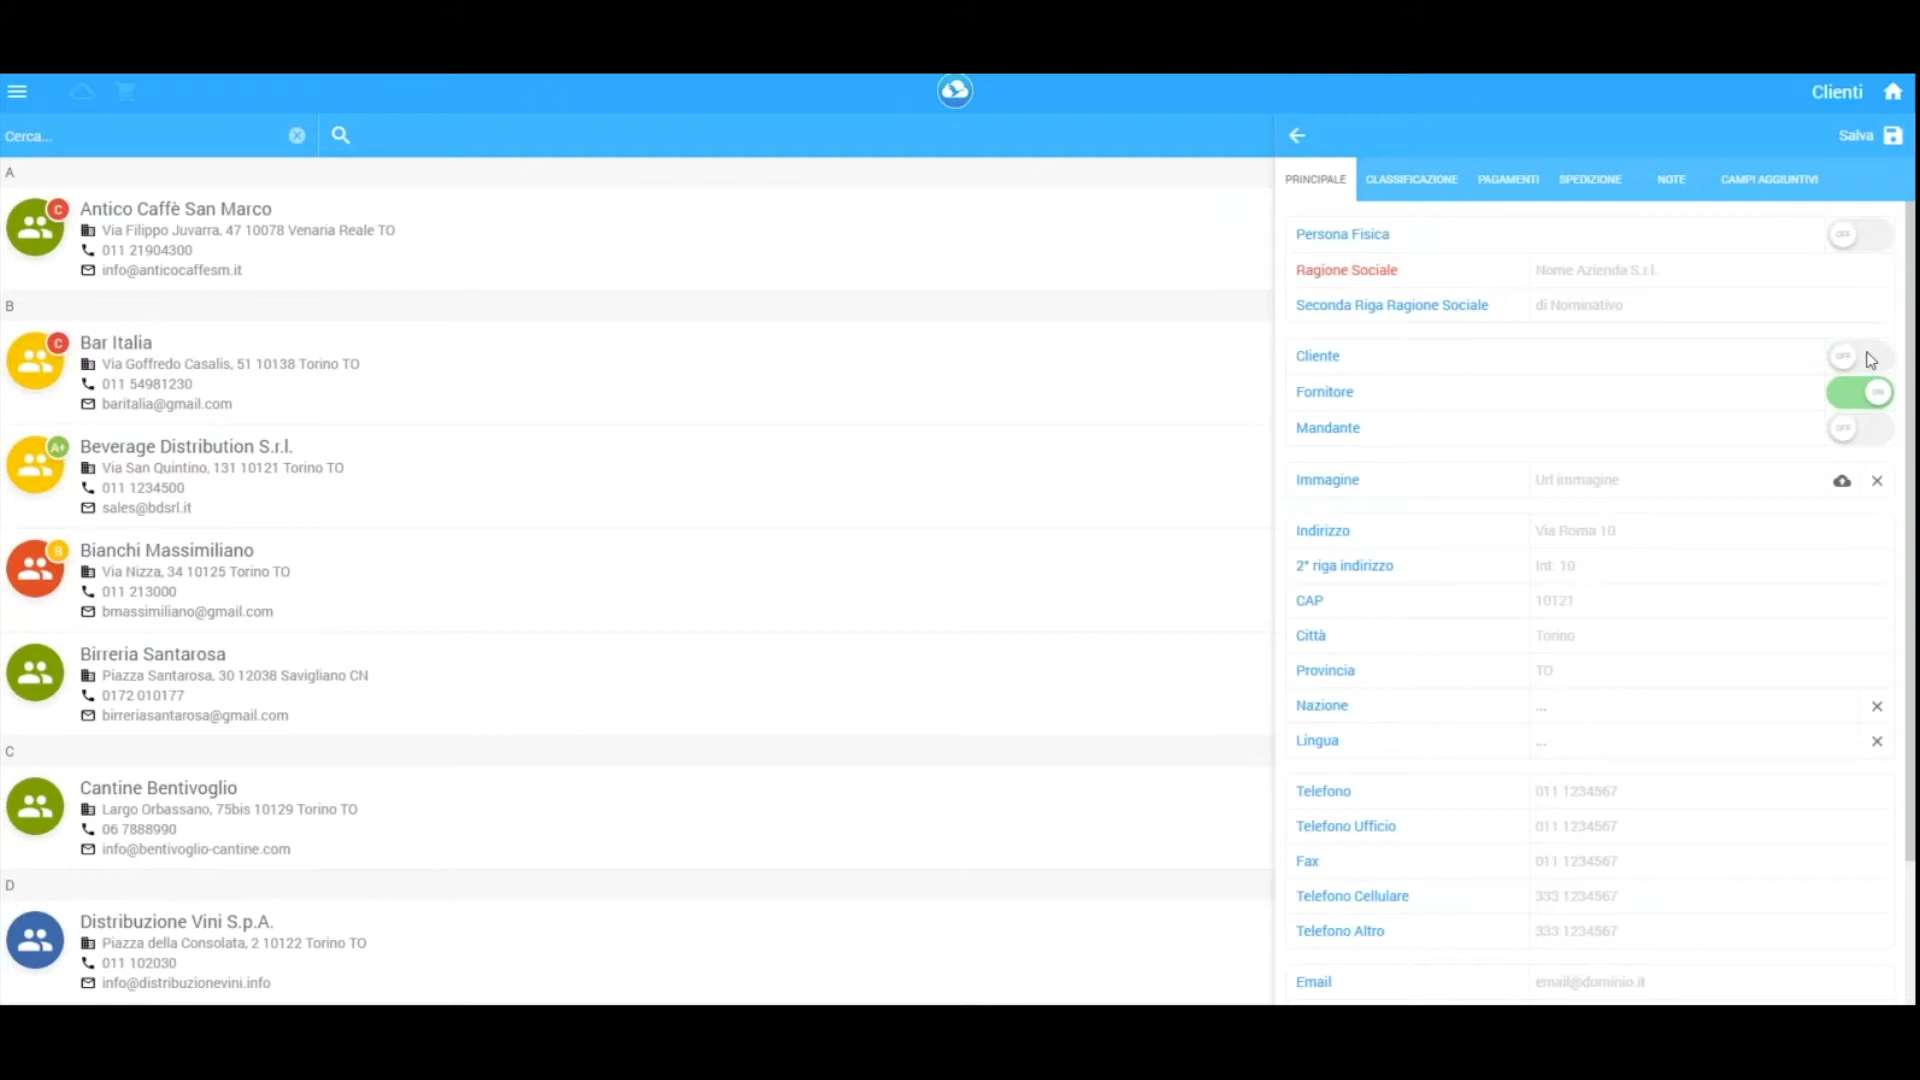 Clienti
Cerca...
Salva
A
C
Antico Caffè San Marco
Via Filippo Juvarra, 47 10078 Venaria Reale TO
011 21904300
info@anticocaffesm.it
B
C
Bar Italia
Via Goffredo Casalis, 51 10138 Torino TO
011 54981230
baritalia@gmail.com
A+
Beverage Distribution S.r.l.
Via San Quintino, 131 10121 Torino TO
011 1234500
sales@bdsrl.it
B
Bianchi Massimiliano
Via Nizza, 34 10125 Torino TO
011 213000
bmassimiliano@gmail.com
Birreria Santarosa
Piazza Santarosa, 30 12038 Savigliano CN
0172 010177
birreriasantarosa@gmail.com
C
Cantine Bentivoglio
Largo Orbassano, 75bis 10129 Torino TO
06 7888990
info@bentivoglio-cantine.com
D
Distribuzione Vini S.p.A.
Piazza della Consolata, 2 10122 Torino TO
011 102030
info@distribuzionevini.info
PRINCIPALE CLASSIFICAZIONE PAGAMENTI SPEDIZIONE NOTE CAMPI AGGIUNTIVI
Persona Fisica OFF
Ragione Sociale Nome Azienda S.r.l.
Seconda Riga Ragione Sociale di Nominativo
Cliente OFF
Fornitore ON
Mandante OFF
Immagine Url immagine
Indirizzo Via Roma 10
2° riga indirizzo Int. 10
CAP 10121
Città Torino
Provincia TO
Nazione ...
Lingua ...
Telefono 011 1234567
Telefono Ufficio 011 1234567
Fax 011 1234567
Telefono Cellulare 333 1234567
Telefono Altro 333 1234567
Email email@dominio.it